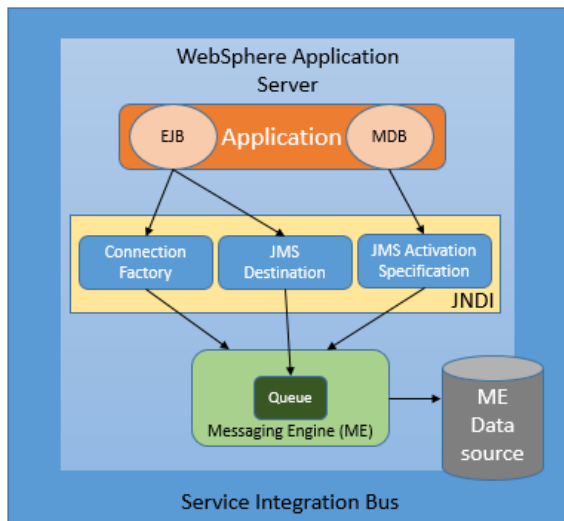 WebSphere Application
Server
EJB
Application
MDB
Connection
Factory
JMS
Destination
JMS Activation
Specification
JNDI
Queue
Messaging Engine (ME)
ME
Data
source
Service Integration Bus